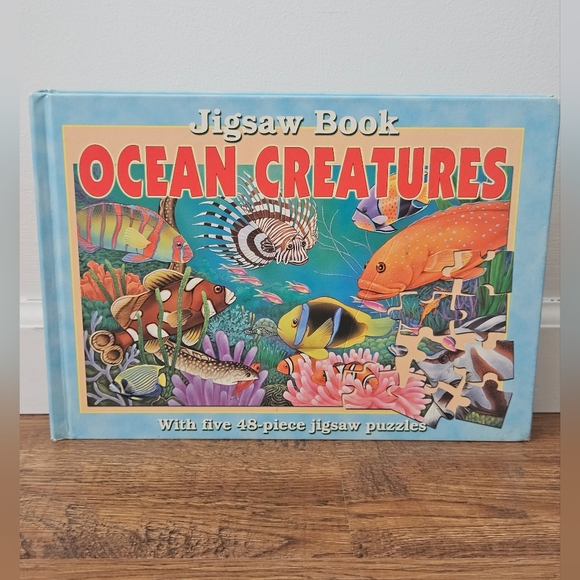 Jigsaw Book
OCEAN CREATURES
With five 48-piece jigsaw puzzles